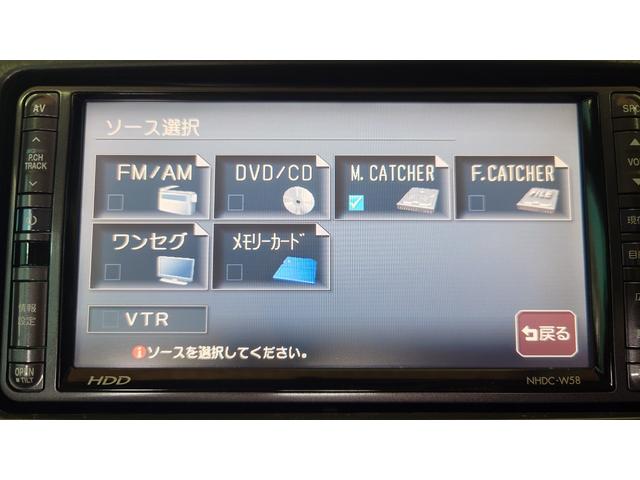 AV
P.CH
TRACK
情報
設定
OPEN
TILT
ソース選択
FM/AM
DVD/CD
M.CATCHER
F.CATCHER
FILE
ワンセグ
メモリーカード
VTR
ソースを選択してください。
戻る
HDD
NHDC-W58